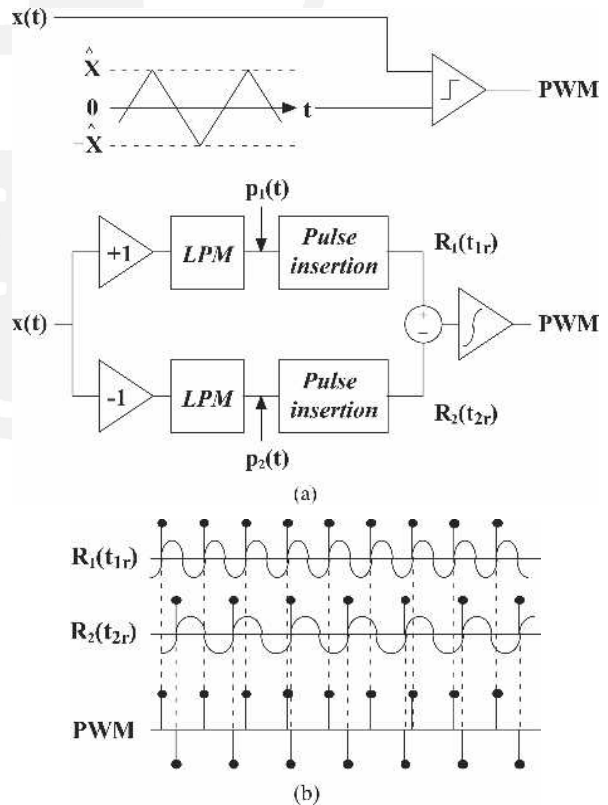 x(t)
^
X
0
t
-X
^
PWM
p₁(t)
+1
LPM
Pulse
insertion
R₁(t₁ᵣ)
x(t)
+
−
PWM
-1
LPM
Pulse
insertion
R₂(t₂ᵣ)
p₂(t)
(a)
R₁(t₁ᵣ)
R₂(t₂ᵣ)
PWM
(b)